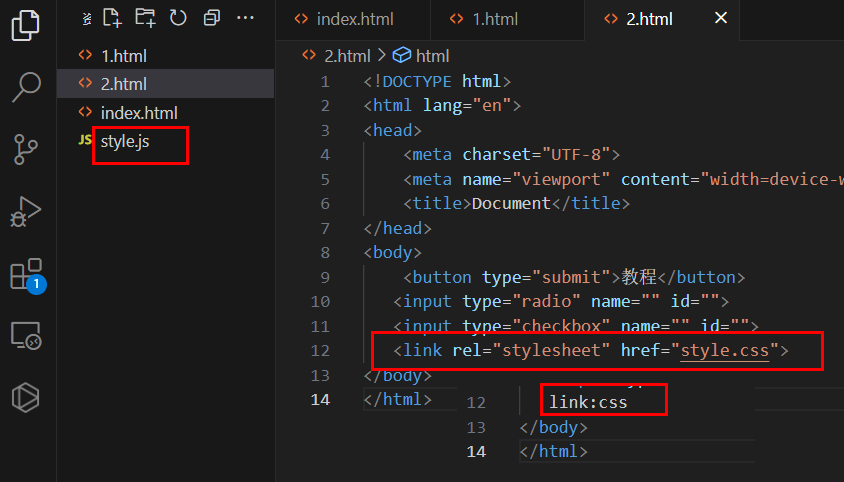 index.html
1.html
2.html
1.html
2.html
index.html
JS style.js
1
2.html > html
1 <!DOCTYPE html>
2 <html lang="en">
3 <head>
4 <meta charset="UTF-8">
5 <meta name="viewport" content="width=device-w
6 <title>Document</title>
7 </head>
8 <body>
9 <button type="submit">教程</button>
10 <input type="radio" name="" id="">
11 <input type="checkbox" name="" id="">
12 <link rel="stylesheet" href="style.css">
13 </body>
14 </html>
12 link:css
13 </body>
14 </html>